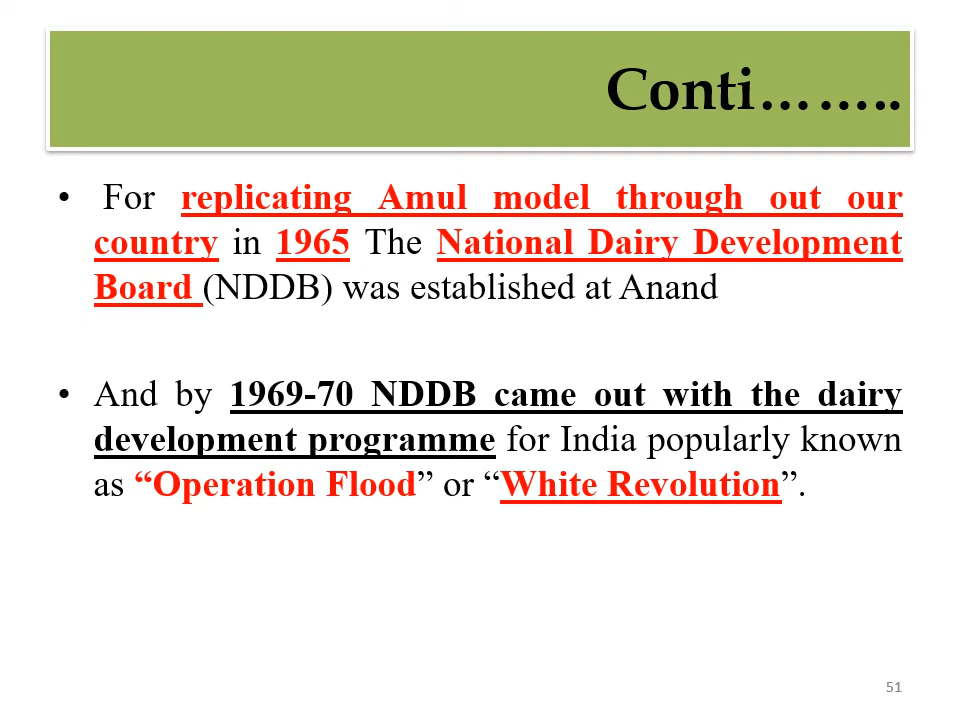 Conti……..
• For replicating Amul model through out our
country in 1965 The National Dairy Development
Board (NDDB) was established at Anand
• And by 1969-70 NDDB came out with the dairy
development programme for India popularly known
as “Operation Flood” or “White Revolution”.
51